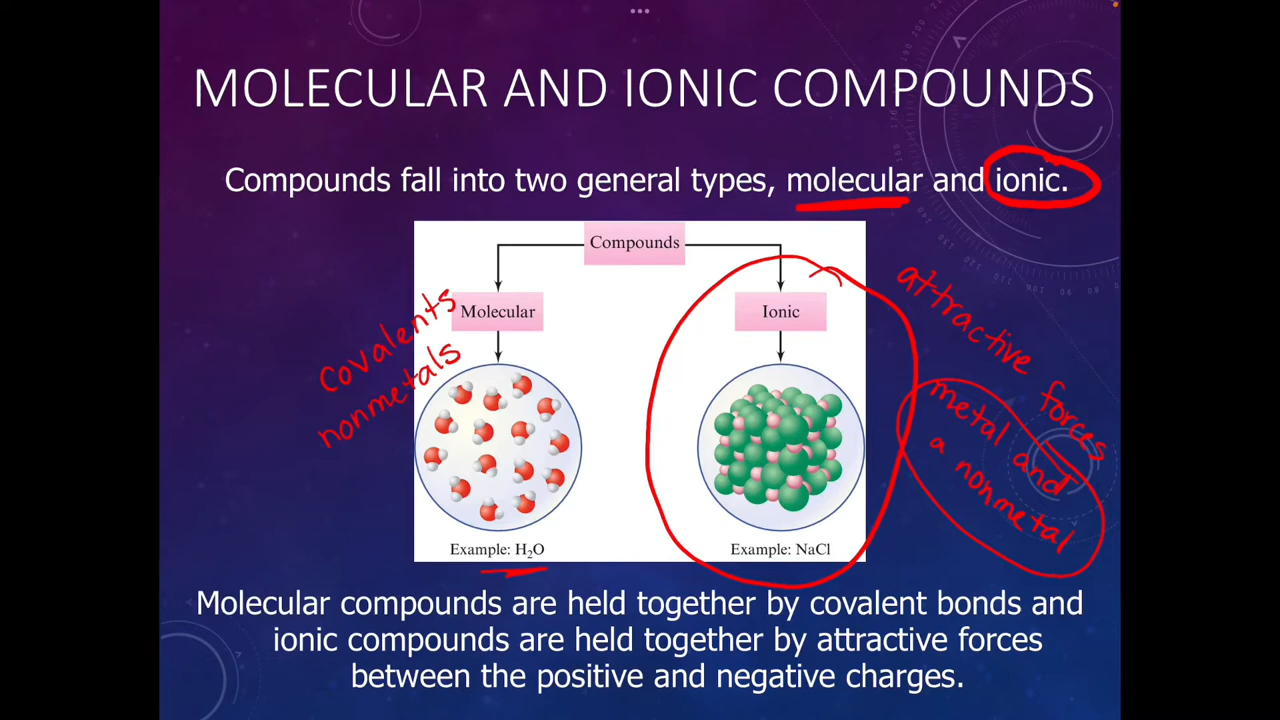 MOLECULAR AND IONIC COMPOUNDS
Compounds fall into two general types, molecular and ionic.
Compounds
Molecular
Ionic
Covalents
nonmetals
attractive forces
metal and
a nonmetal
Example: H₂O
Example: NaCl
Molecular compounds are held together by covalent bonds and
ionic compounds are held together by attractive forces
between the positive and negative charges.